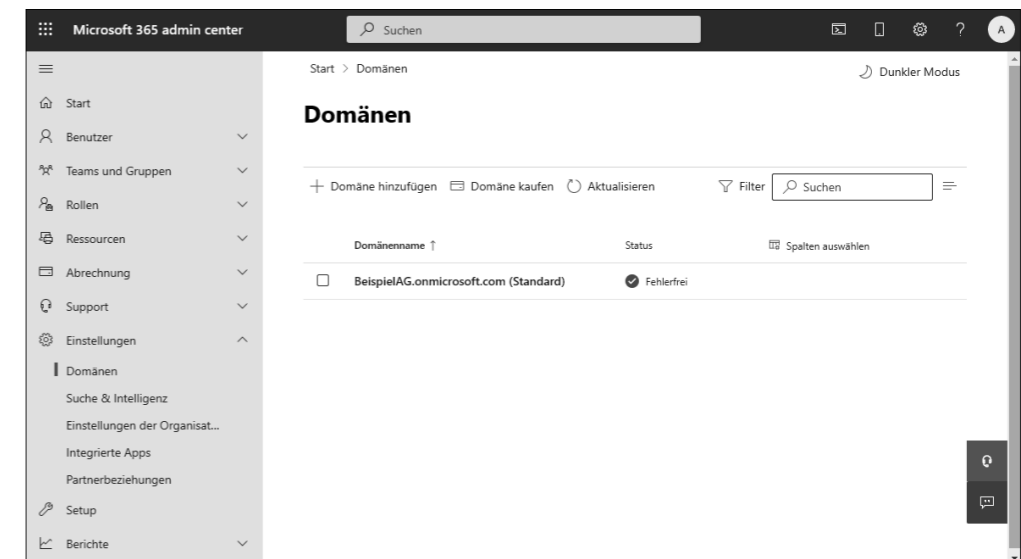 Microsoft 365 admin center
Suchen
?
A
Start
Benutzer
Teams und Gruppen
Rollen
Ressourcen
Abrechnung
Support
Einstellungen
Domänen
Suche & Intelligenz
Einstellungen der Organisat...
Integrierte Apps
Partnerbeziehungen
Setup
Berichte
Start > Domänen
Dunkler Modus
Domänen
Domäne hinzufügen Domäne kaufen Aktualisieren Filter Suchen
Domänenname ↑ Status Spalten auswählen
BeispielAG.onmicrosoft.com (Standard) Fehlerfrei